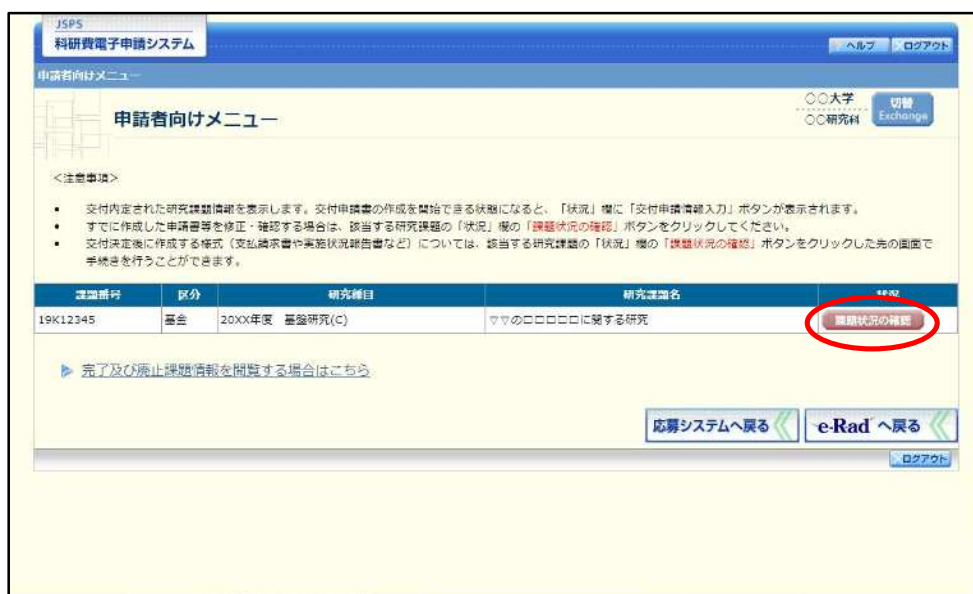 JSPS
科研費電子申請システム
ヘルプ
ログアウト
申請者向けメニュー
〇〇大学
〇〇研究科
切替
Exchange
申請者向けメニュー
<注意事項>
• 交付内定された研究課題情報を表示します。交付申請書の作成を開始できる状態になると、「状況」欄に「交付申請情報入力」ボタンが表示されます。
• すでに作成した申請書等を修正・確認する場合は、該当する研究課題の「状況」欄の「課題状況の確認」ボタンをクリックしてください。
• 交付決定後に作成する様式（支払請求書や実施状況報告書など）については、該当する研究課題の「状況」欄の「課題状況の確認」ボタンをクリックした先の画面で
手続きを行うことができます。
課題番号 区分 研究種目 研究課題名 状況
19K12345 基金 20XX年度 基盤研究(C) ▽▽の□□□□□に関する研究 課題状況の確認
完了及び廃止課題情報を閲覧する場合はこちら
応募システムへ戻る
e-Rad へ戻る
ログアウト